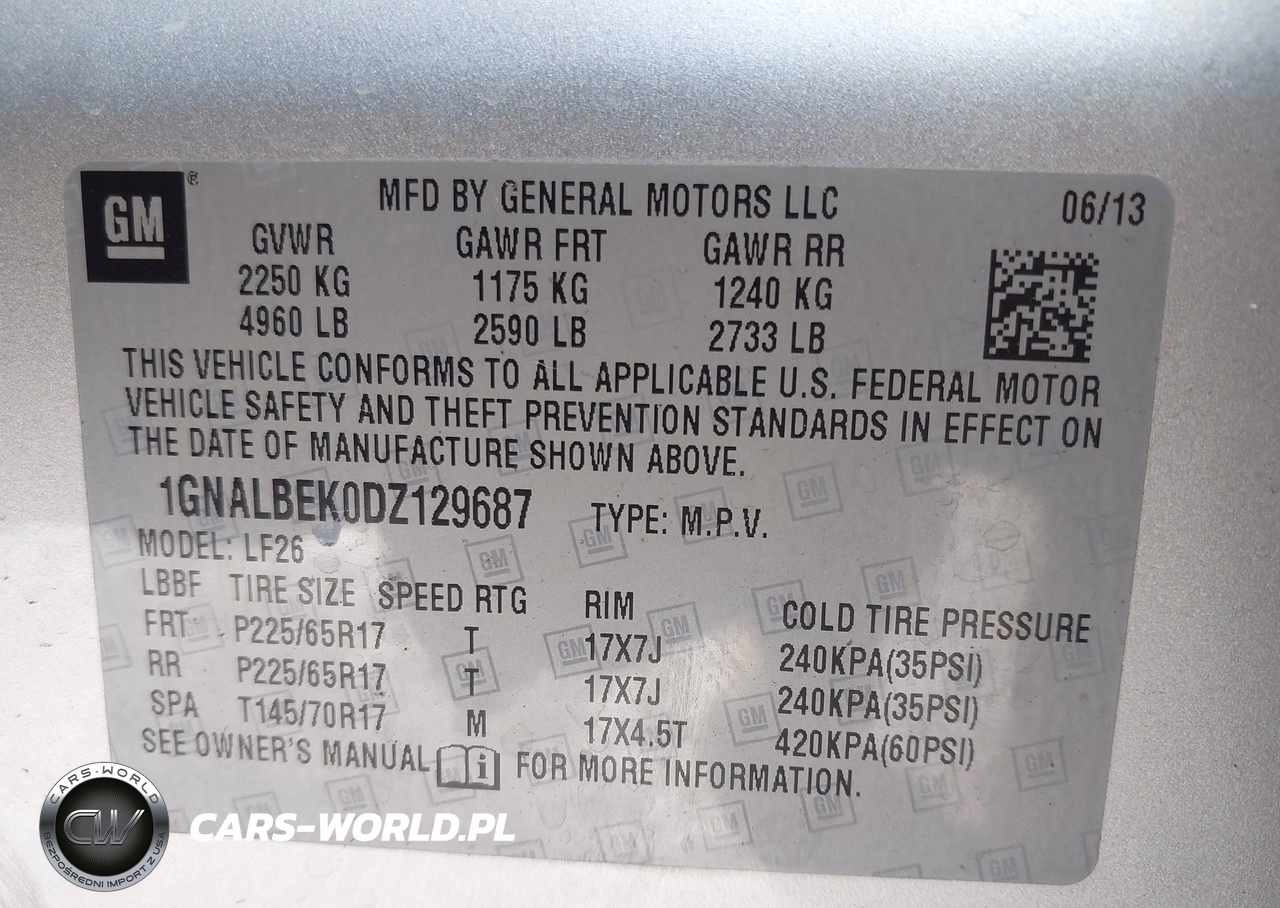 GM ®
MFD BY GENERAL MOTORS LLC 06/13
GVWR GAWR FRT GAWR RR
2250 KG 1175 KG 1240 KG
4960 LB 2590 LB 2733 LB
THIS VEHICLE CONFORMS TO ALL APPLICABLE U.S. FEDERAL MOTOR
VEHICLE SAFETY AND THEFT PREVENTION STANDARDS IN EFFECT ON
THE DATE OF MANUFACTURE SHOWN ABOVE.
1GNALBEK0DZ129687 TYPE: M.P.V.
MODEL: LF26
LBBF TIRE SIZE SPEED RTG RIM COLD TIRE PRESSURE
FRT P225/65R17 T 17X7J 240KPA(35PSI)
RR P225/65R17 T 17X7J 240KPA(35PSI)
SPA T145/70R17 M 17X4.5T 420KPA(60PSI)
SEE OWNER'S MANUAL i FOR MORE INFORMATION.
CARS-WORLD
CW
BEZPOŚREDNI IMPORT Z USA
CARS-WORLD.PL